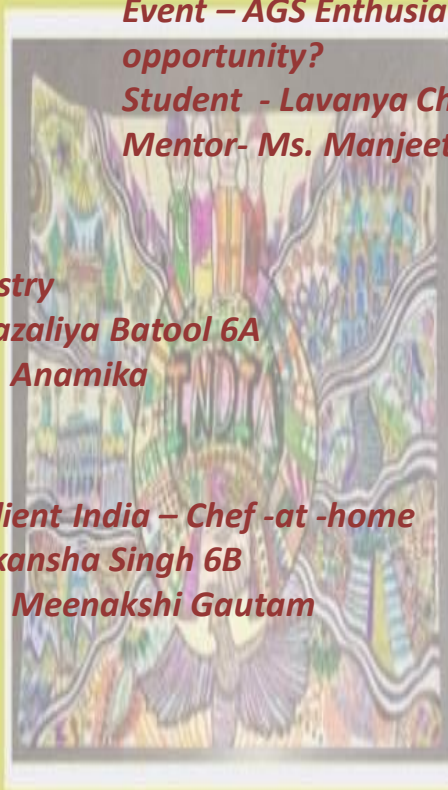 Event – AGS Enthusia
opportunity?
Student - Lavanya Ch
Mentor- Ms. Manjeet
stry
azaliya Batool 6A
Anamika
INDIA
lient India – Chef -at -home
kansha Singh 6B
Meenakshi Gautam